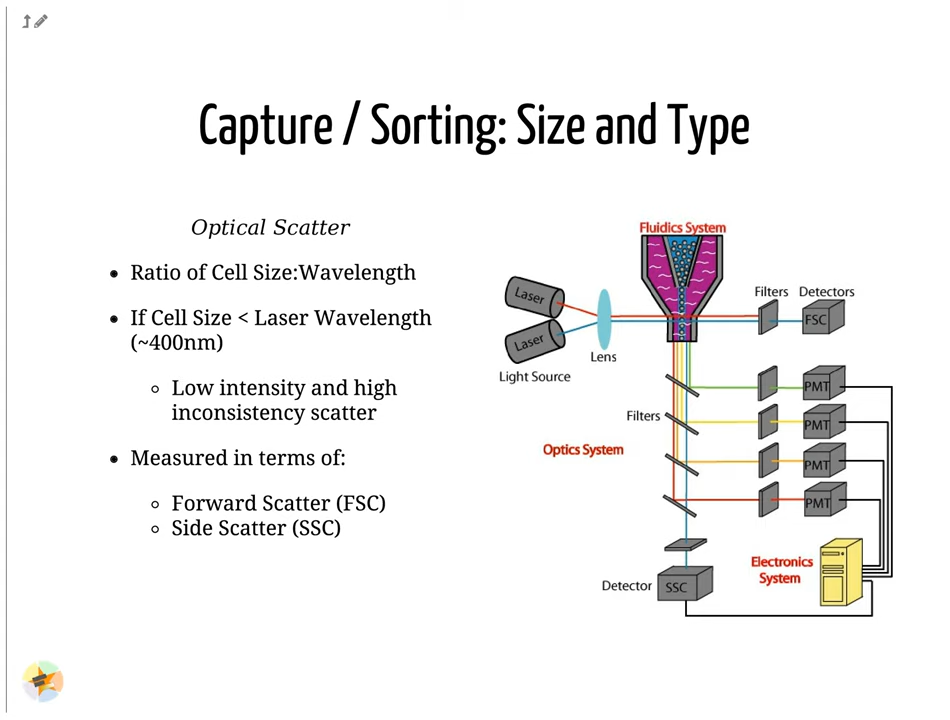 Capture / Sorting: Size and Type
Optical Scatter
Ratio of Cell Size:Wavelength
If Cell Size < Laser Wavelength
(~400nm)
Low intensity and high
inconsistency scatter
Measured in terms of:
Forward Scatter (FSC)
Side Scatter (SSC)
Fluidics System
Laser
Laser
Light Source
Lens
Filters
Detectors
FSC
Filters
PMT
PMT
PMT
PMT
Optics System
Electronics
System
Detector
SSC